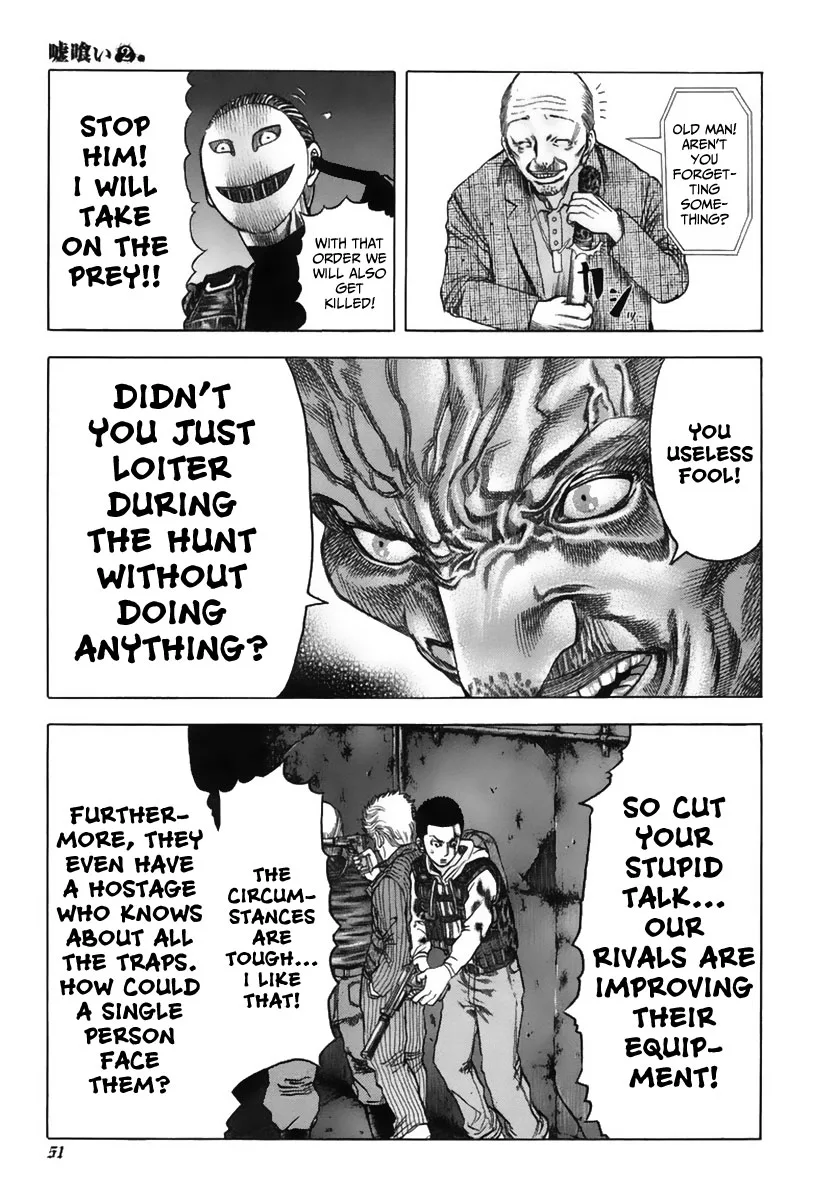 嘘喰い 2。
OLD MAN!
AREN'T
YOU
FORGET-
TING
SOME-
THING?
カシッ
STOP
HIM!
I WILL
TAKE
ON THE
PREY!!
WITH THAT
ORDER WE
WILL ALSO
GET
KILLED!
YOU
USELESS
FOOL!
DIDN'T
YOU JUST
LOITER
DURING
THE HUNT
WITHOUT
DOING
ANYTHING?
SO CUT
YOUR
STUPID
TALK...
OUR
RIVALS ARE
IMPROVING
THEIR
EQUIP-
MENT!
THE
CIRCUM-
STANCES
ARE
TOUGH...
I LIKE
THAT!
FURTHER-
MORE, THEY
EVEN HAVE
A HOSTAGE
WHO KNOWS
ABOUT ALL
THE TRAPS.
HOW COULD
A SINGLE
PERSON
FACE
THEM?
51